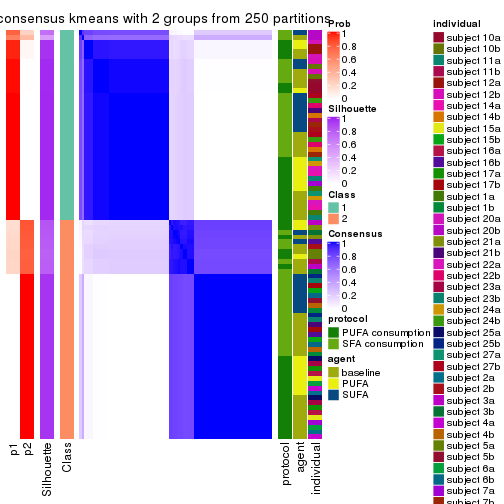 consensus kmeans with 2 groups from 250 partitions
Prob
1
0.8
0.6
0.4
0.2
0
Silhouette
1
0.8
0.6
0.4
0.2
0
Class
1
2
Consensus
1
0.8
0.6
0.4
0.2
0
protocol
PUFA consumption
SFA consumption
agent
baseline
PUFA
SUFA
individual
subject 10a
subject 10b
subject 11a
subject 11b
subject 12a
subject 12b
subject 14a
subject 14b
subject 15a
subject 15b
subject 16a
subject 16b
subject 17a
subject 17b
subject 1a
subject 1b
subject 20a
subject 20b
subject 21a
subject 21b
subject 22a
subject 22b
subject 23a
subject 23b
subject 24a
subject 24b
subject 25a
subject 25b
subject 27a
subject 27b
subject 2a
subject 2b
subject 3a
subject 3b
subject 4a
subject 4b
subject 5a
subject 5b
subject 6a
subject 6b
subject 7a
subject 7b
p1
p2
Silhouette
Class
protocol
agent
individual